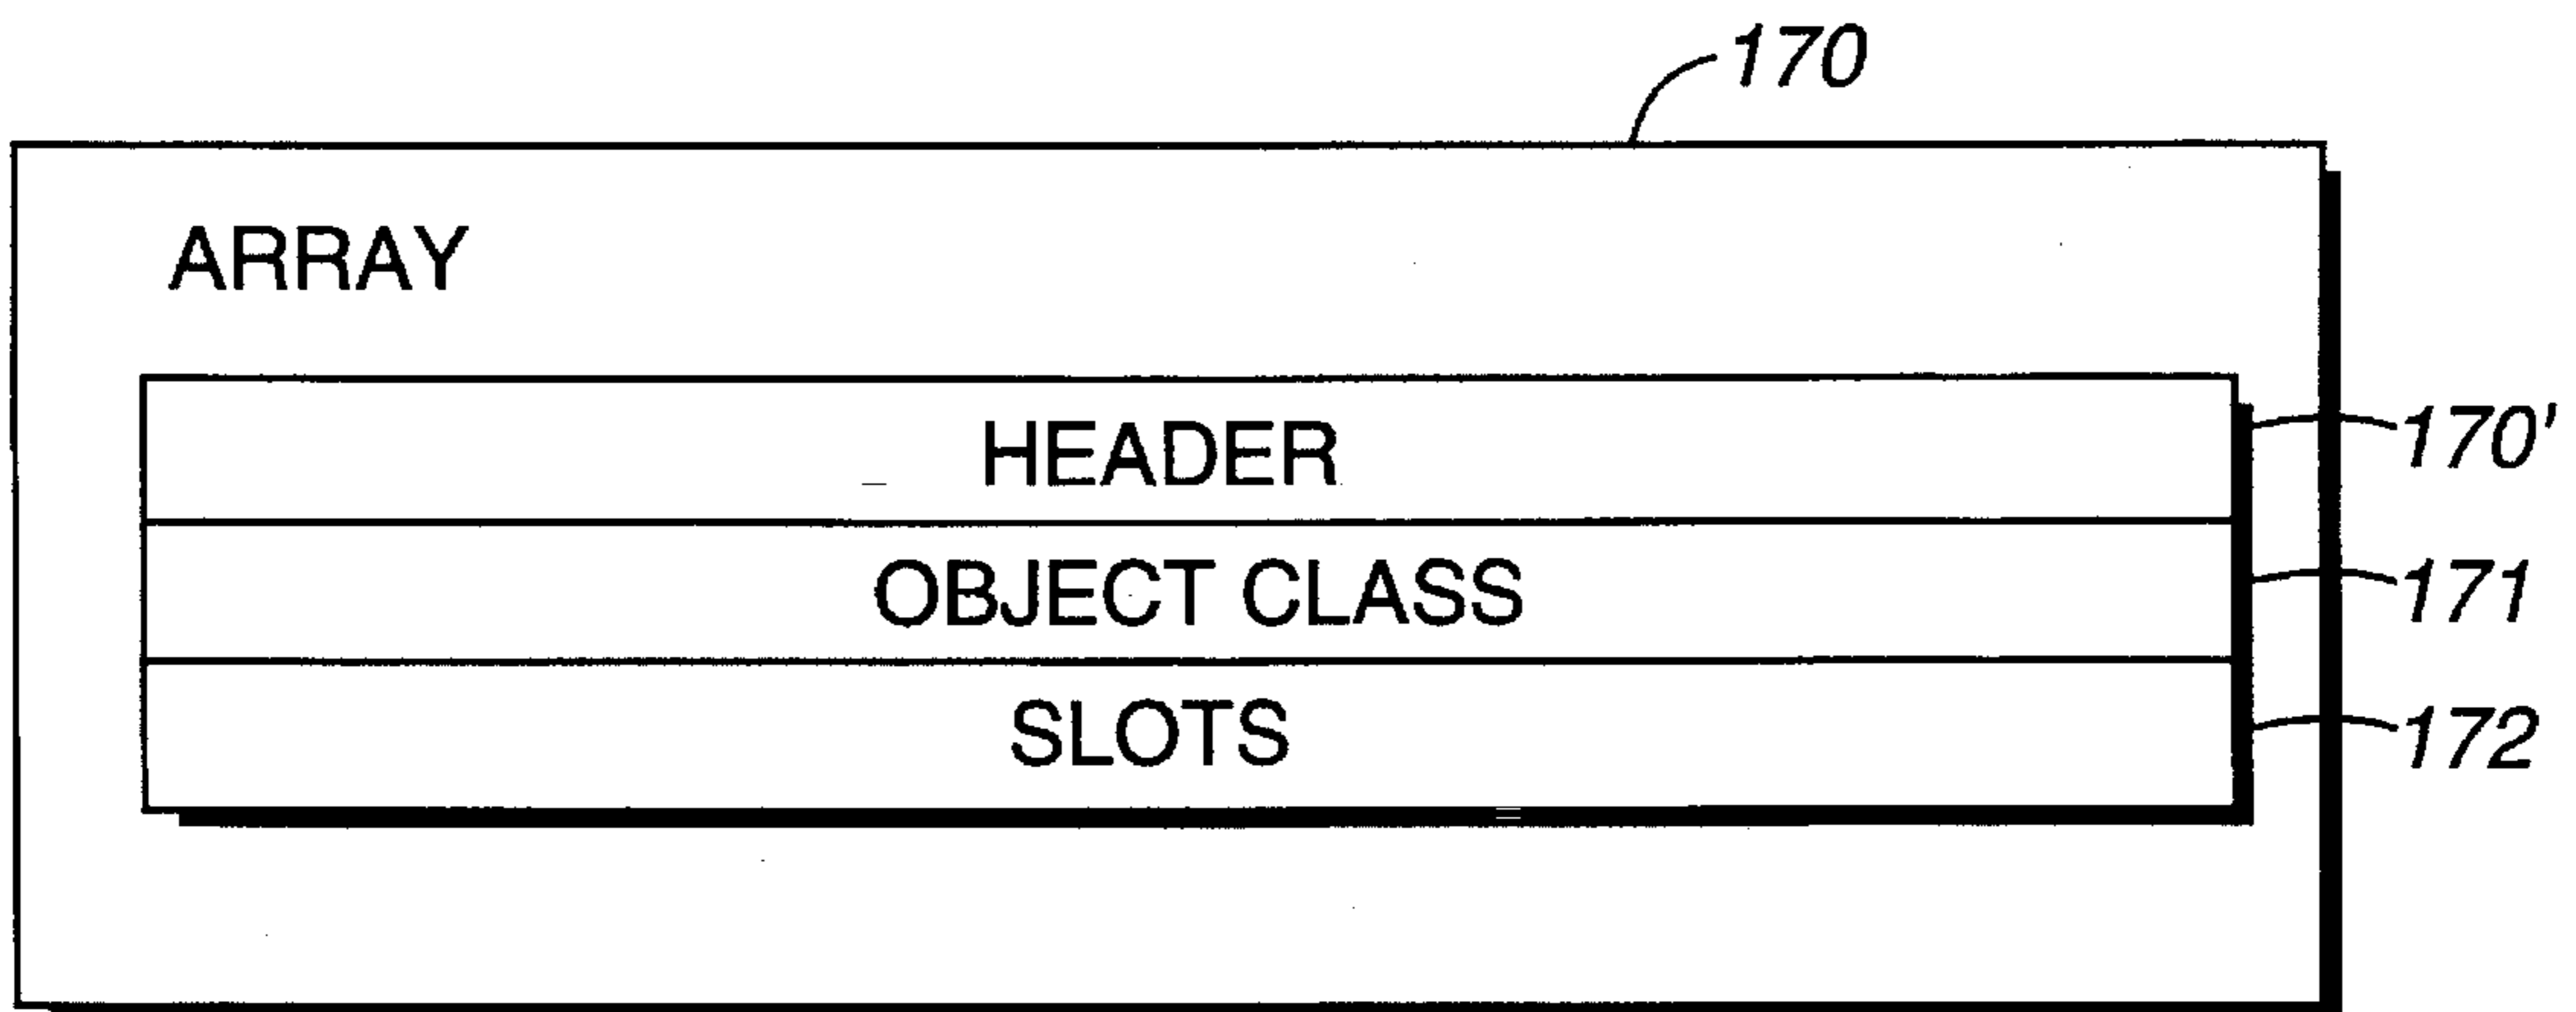 170
ARRAY
HEADER 170'
OBJECT CLASS 171
SLOTS 172